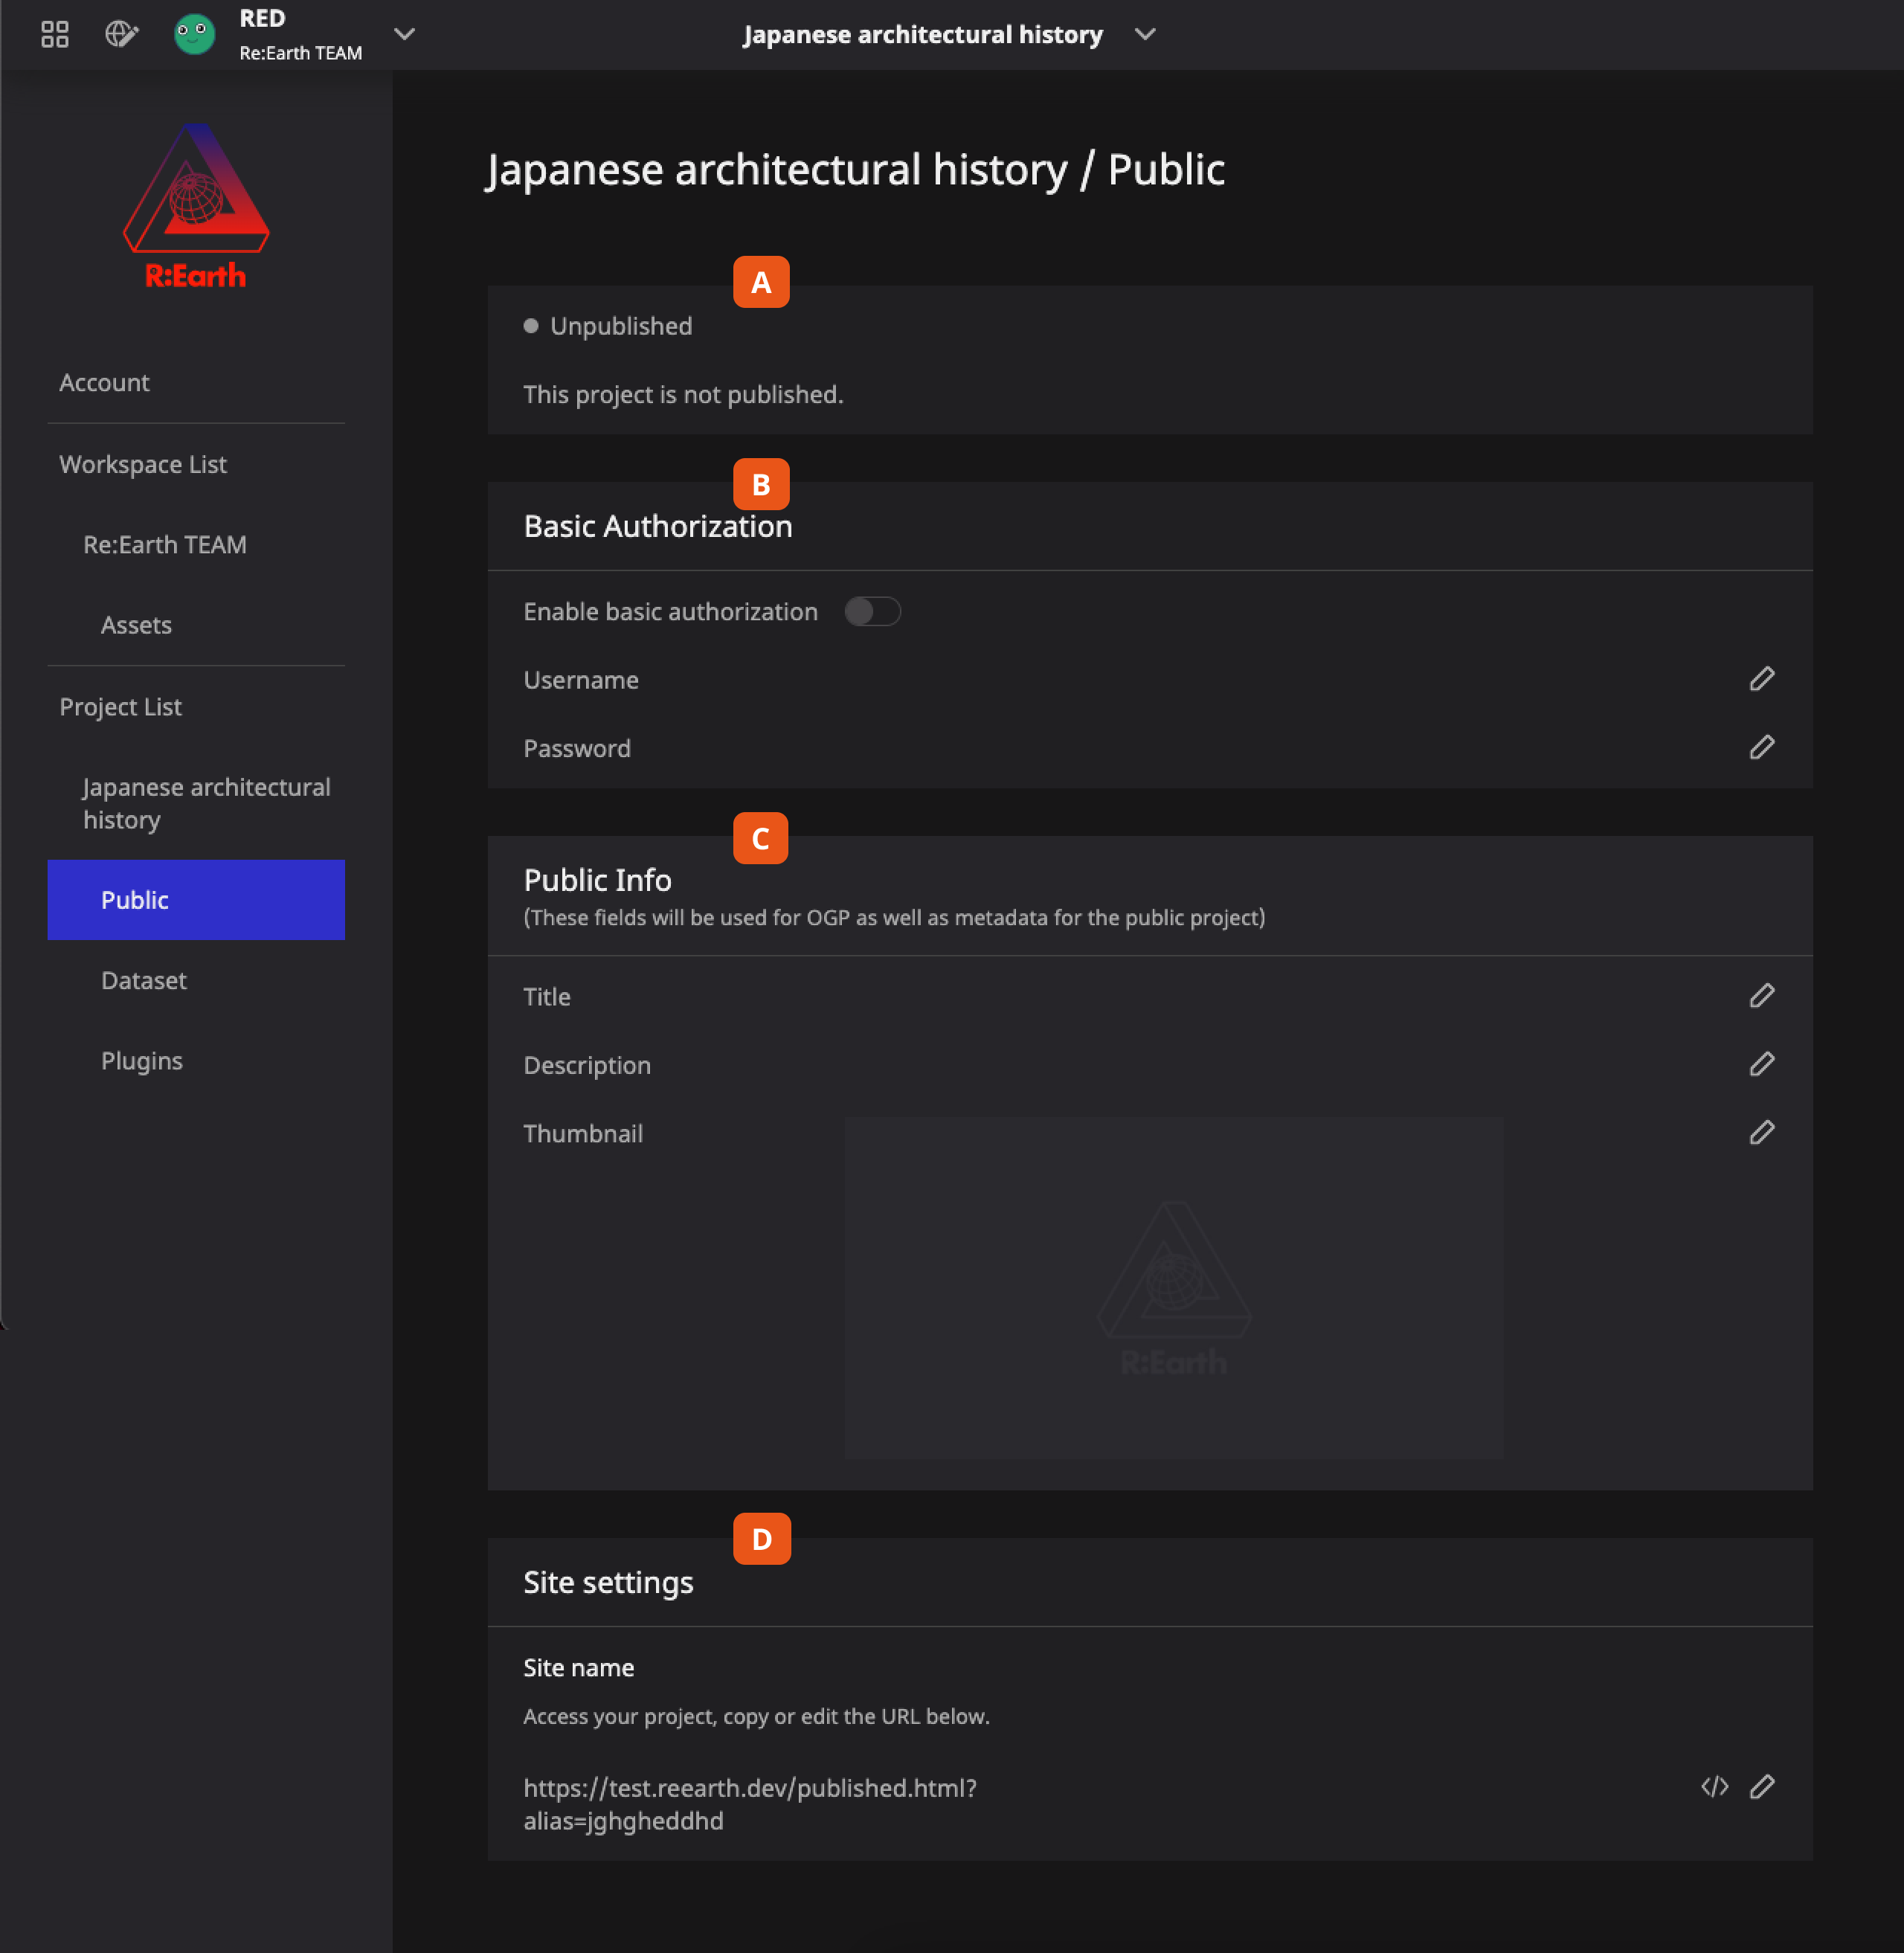 RED
Re:Earth TEAM
Japanese architectural history
R:Earth
Account
Workspace List
Re:Earth TEAM
Assets
Project List
Japanese architectural
history
Public
Dataset
Plugins
Japanese architectural history / Public
A
Unpublished
This project is not published.
B
Basic Authorization
Enable basic authorization
Username
Password
C
Public Info
(These fields will be used for OGP as well as metadata for the public project)
Title
Description
Thumbnail
R:Earth
D
Site settings
Site name
Access your project, copy or edit the URL below.
https://test.reearth.dev/published.html?
alias=jghgheddhd